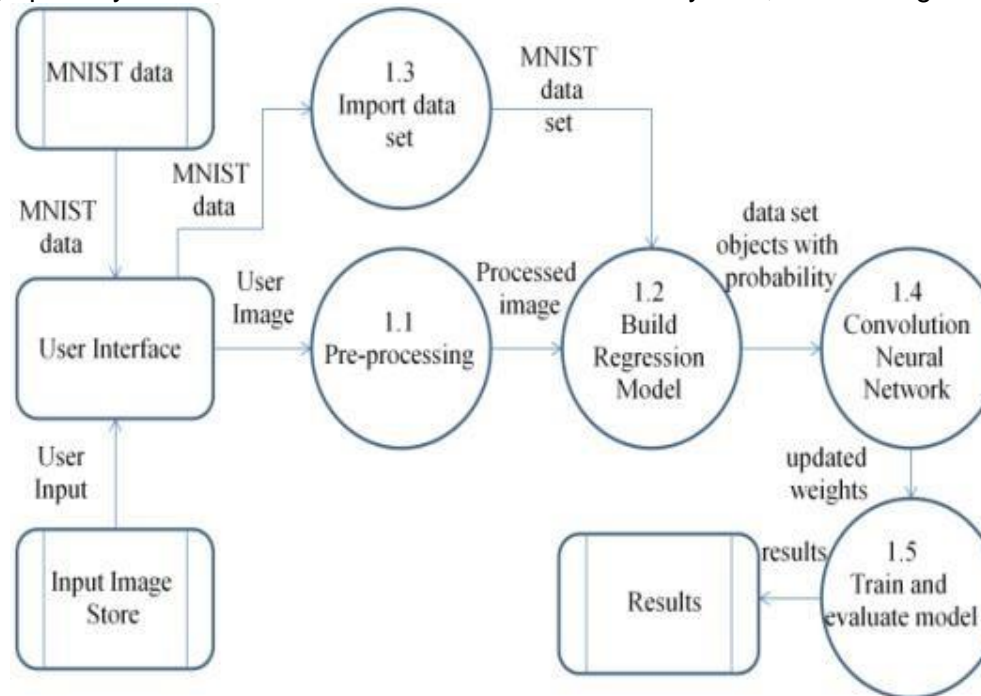 MNIST data
1.3
Import data
set
MNIST
data
set
MNIST
data
MNIST
data
data set
objects with
probability
User
Image
Processed
image
User Interface
1.1
Pre-processing
1.2
Build
Regression
Model
1.4
Convolution
Neural
Network
User
Input
updated
weights
Input Image
Store
Results
results
1.5
Train and
evaluate model